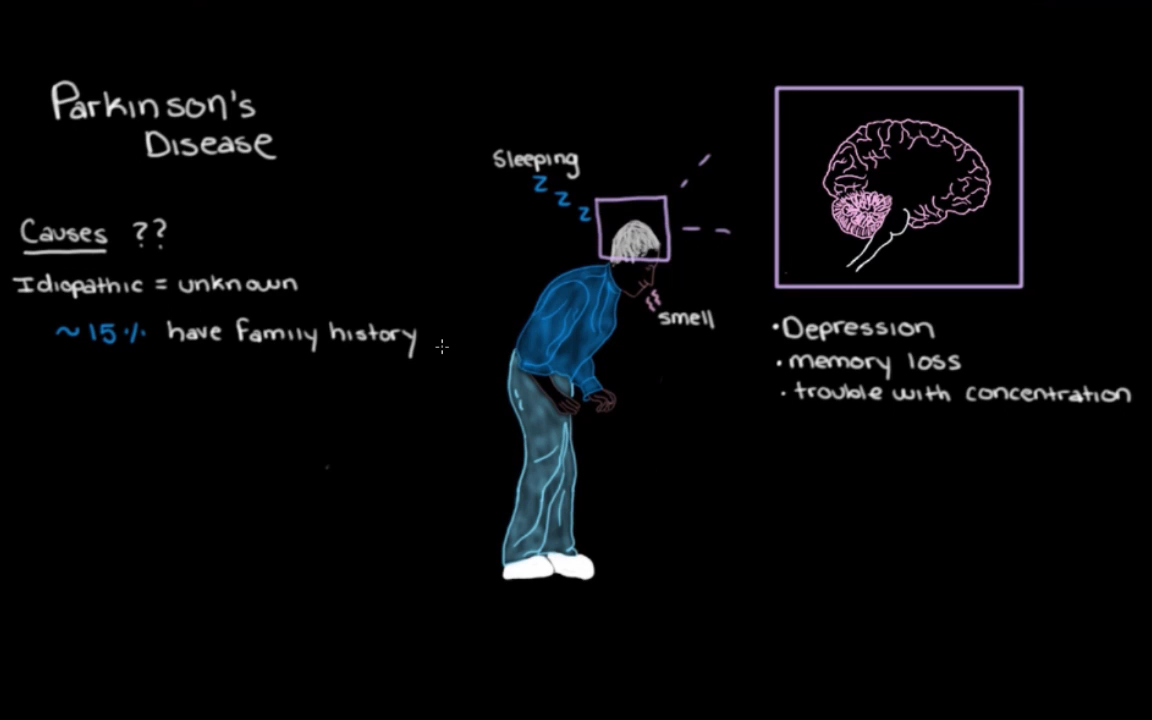 Parkinson's
Disease
Causes ??
Idiopathic = unknown
~15% have family history
Sleeping
z
z
z
smell
• Depression
• memory loss
• trouble with concentration